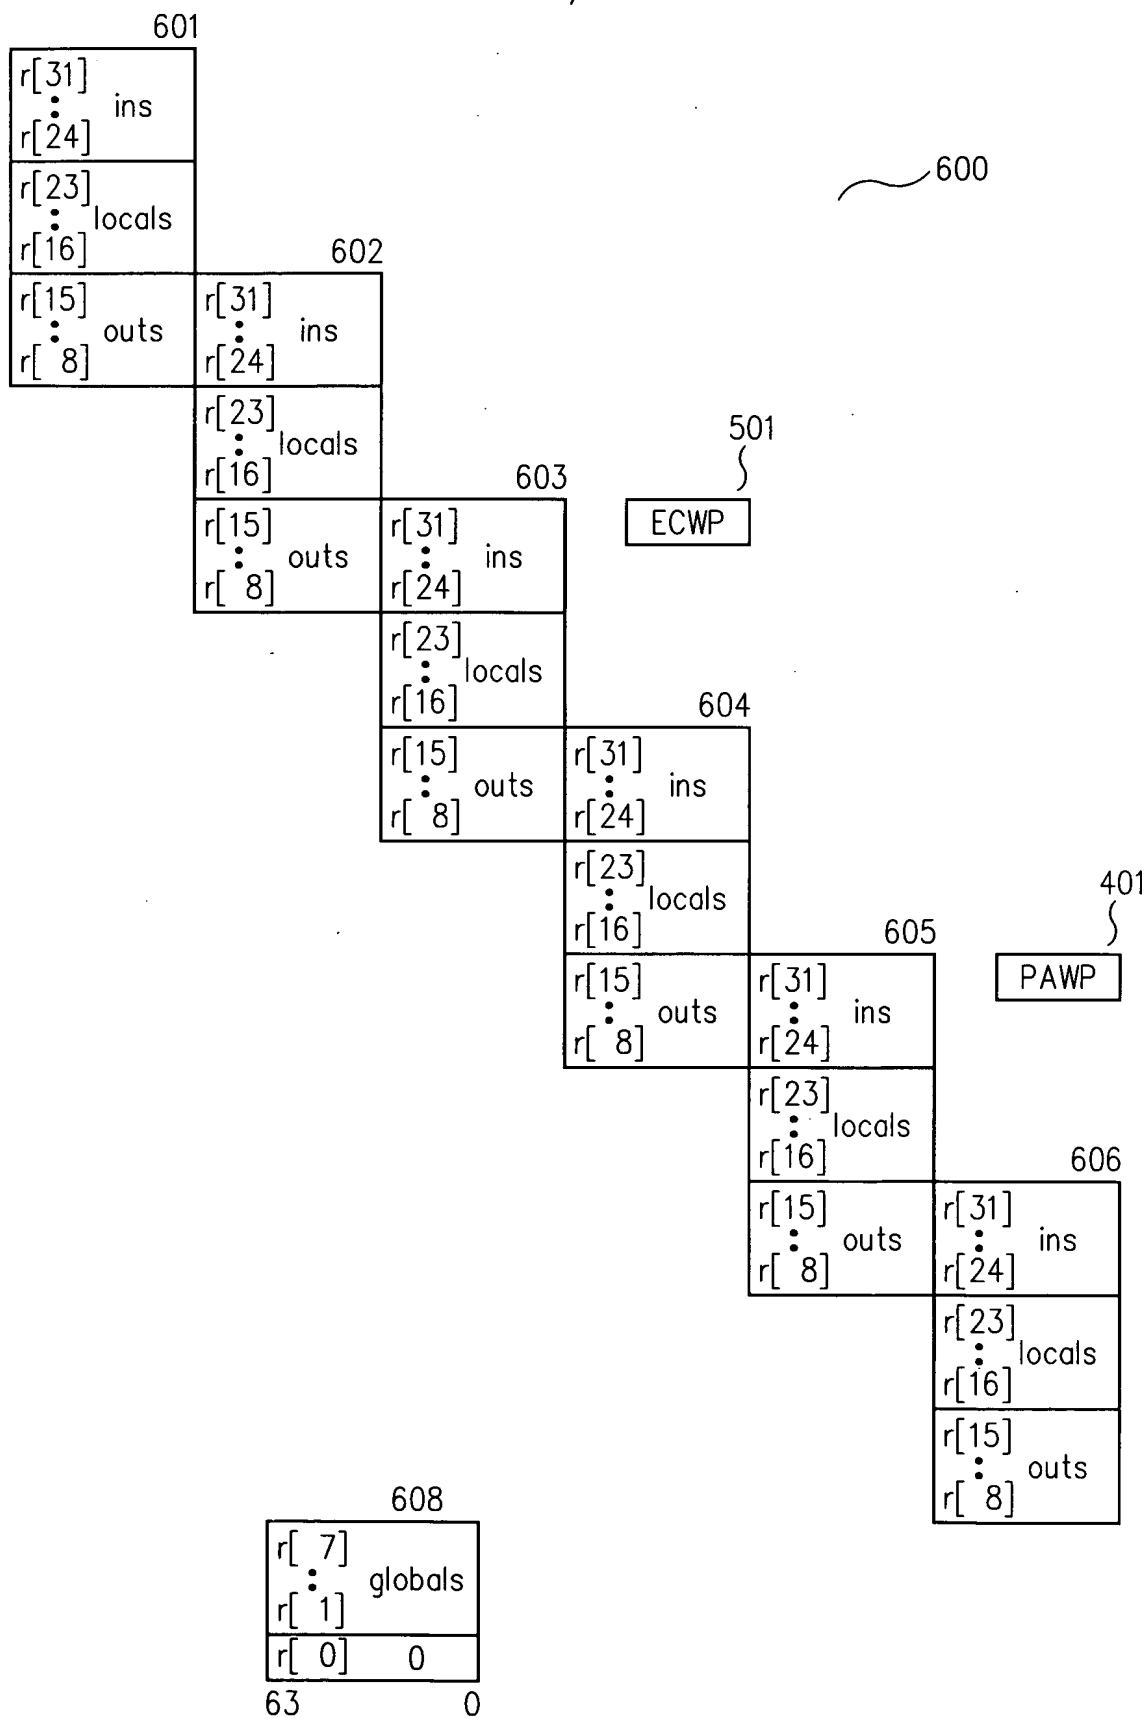 601
r[31]
ins
r[24]
r[23]
locals
r[16]
r[15]
outs
r[ 8]
600
602
r[31]
ins
r[24]
r[23]
locals
r[16]
r[15]
outs
r[ 8]
603
r[31]
ins
r[24]
r[23]
locals
r[16]
r[15]
outs
r[ 8]
501
ECWP
604
r[31]
ins
r[24]
r[23]
locals
r[16]
r[15]
outs
r[ 8]
605
r[31]
ins
r[24]
r[23]
locals
r[16]
r[15]
outs
r[ 8]
401
PAWP
606
r[31]
ins
r[24]
r[23]
locals
r[16]
r[15]
outs
r[ 8]
608
r[ 7]
globals
r[ 1]
r[ 0] 0
63 0